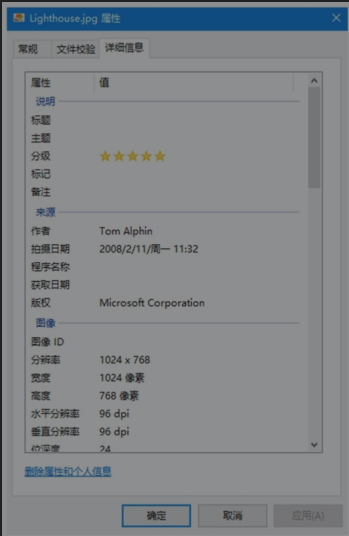 Lighthouse.jpg 属性
常规 文件校验 详细信息
属性 值
说明
标题
主题
分级
标记
备注
来源
作者 Tom Alphin
拍摄日期 2008/2/11/周一 11:32
程序名称
获取日期
版权 Microsoft Corporation
图像
图像 ID
分辨率 1024 x 768
宽度 1024 像素
高度 768 像素
水平分辨率 96 dpi
垂直分辨率 96 dpi
位深度 24
删除属性和个人信息
确定 取消 应用(A)